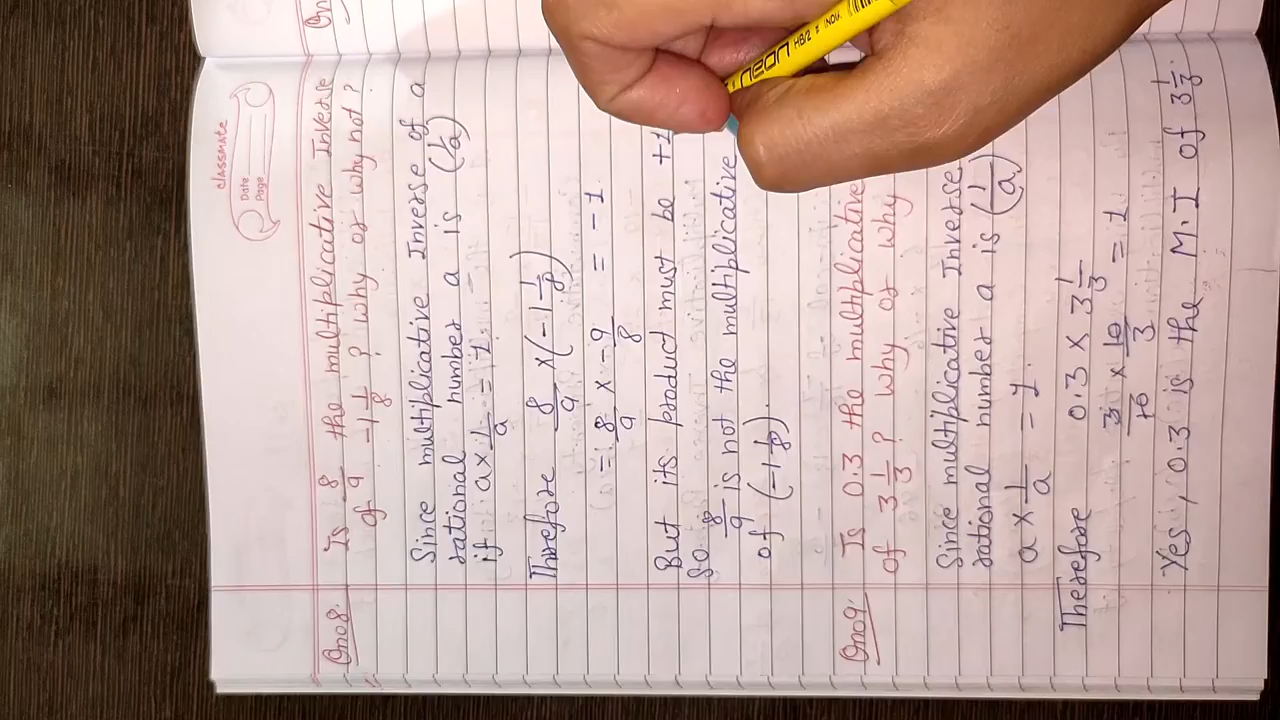 classmate
Date
Page
Qno8. Is 8/9 the multiplicative Inverse
of -1 1/8 ? Why or why not ?
Since multiplicative Inverse of a
rational number a is (1/a)
if a × 1/a = 1.
Therefore 8/9 × (-1 1/8)
= 8/9 × -9/8 = -1
But its product must be +1
So 8/9 is not the multiplicative
of (-1 1/8).
Qno9. Is 0.3 the multiplicative
of 3 1/3 ? Why or why
Since multiplicative Inverse
rational number a is (1/a)
a × 1/a = 1.
Therefore 0.3 × 3 1/3
3/10 × 10/3 = 1
Yes, 0.3 is the M.I of 3 1/3.
HB/2 = INDIA